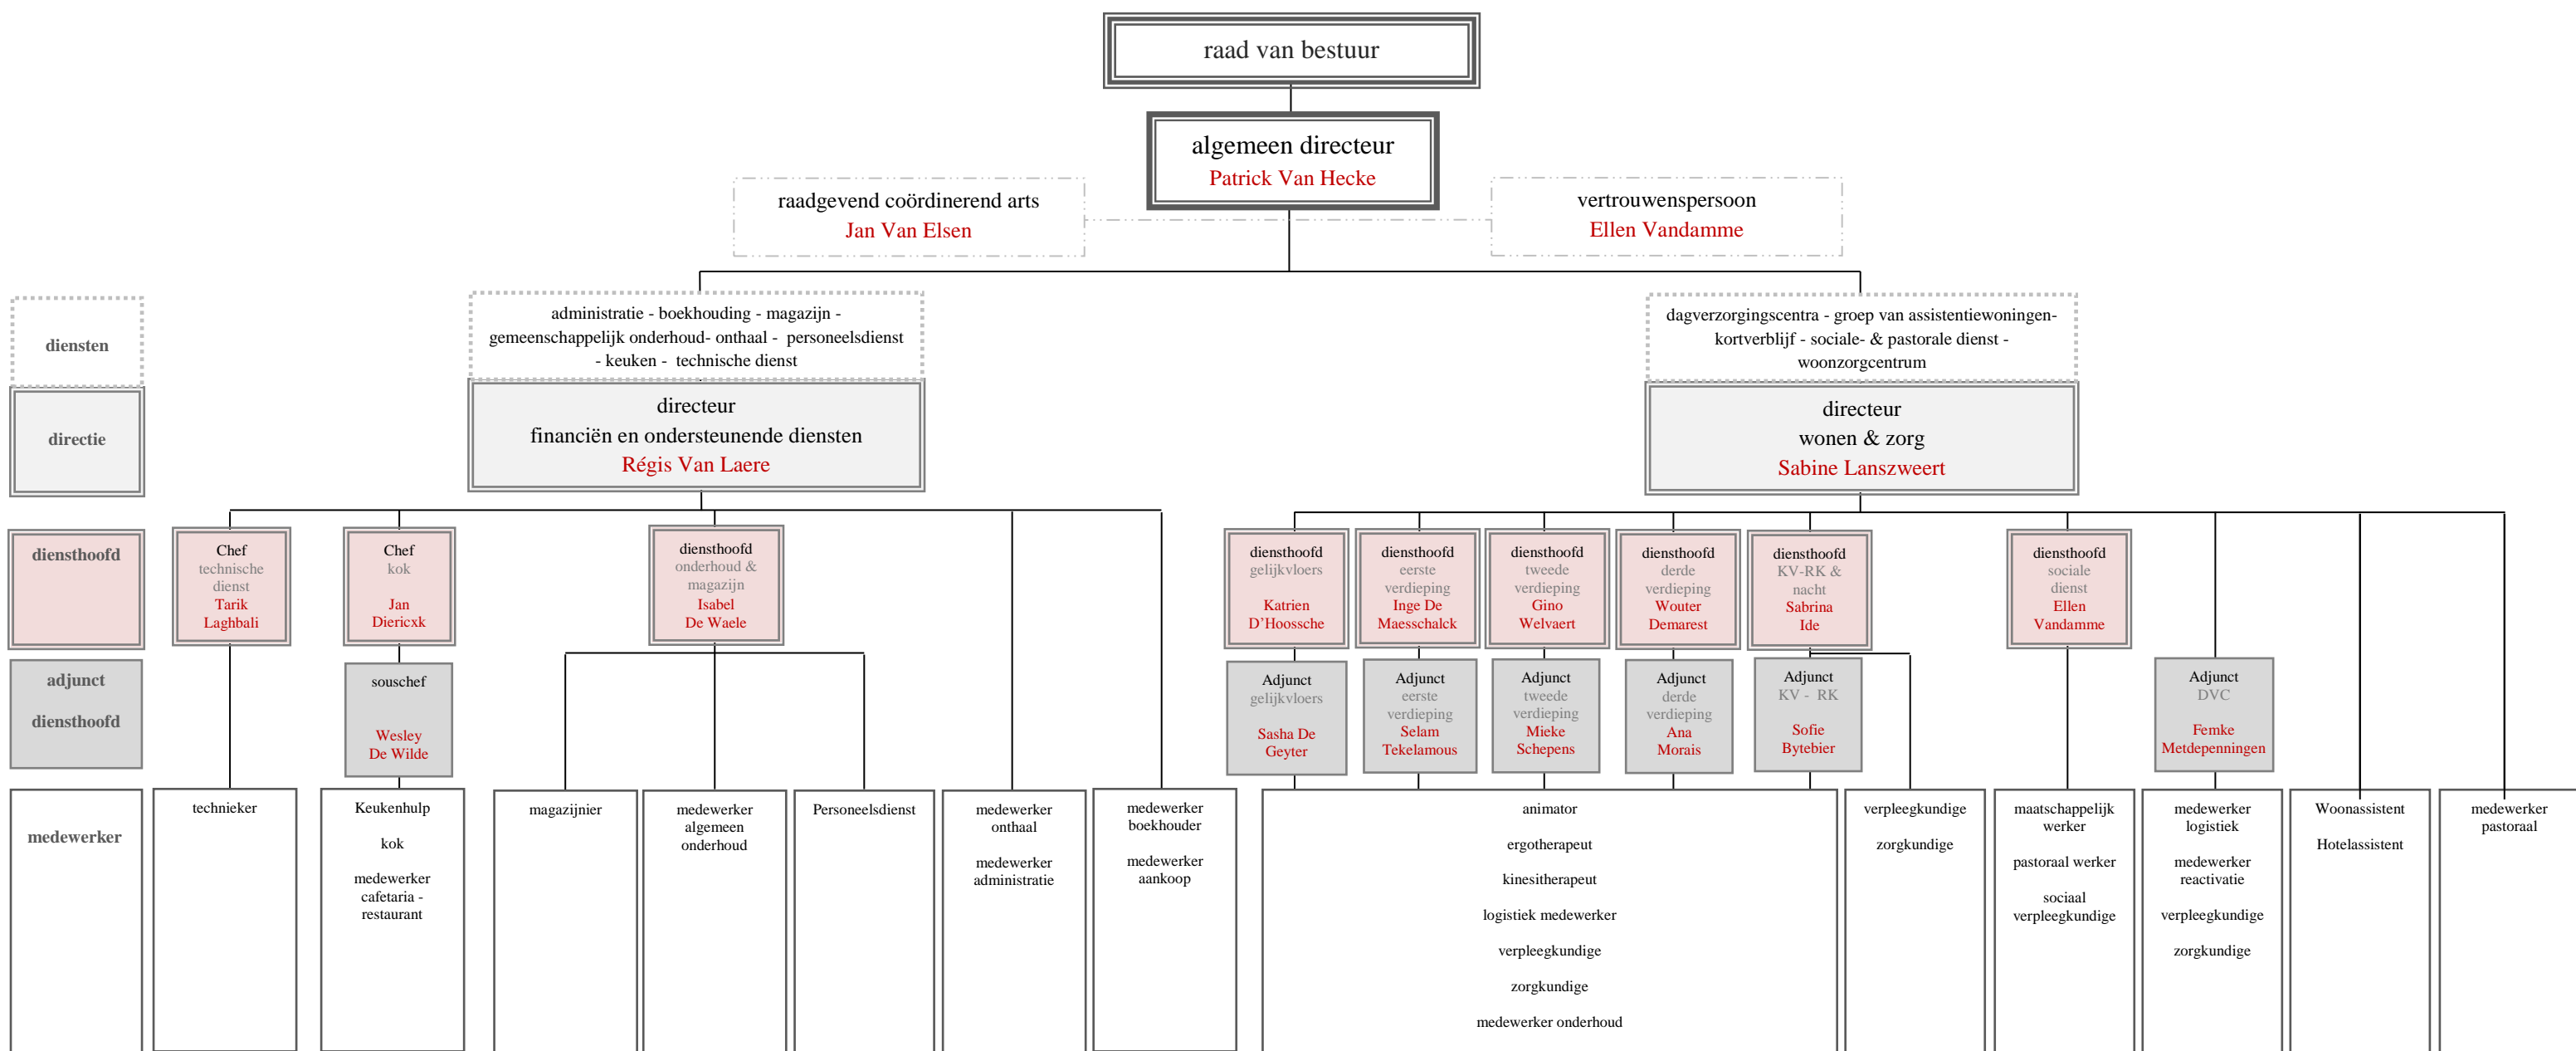 raad van bestuur
algemeen directeur
Patrick Van Hecke
raadgevend coördinerend arts
Jan Van Elsen
vertrouwenspersoon
Ellen Vandamme
diensten
administratie - boekhouding - magazijn -
gemeenschappelijk onderhoud- onthaal - personeelsdienst
- keuken - technische dienst
dagverzorgingscentra - groep van assistentiewoningen-
kortverblijf - sociale- & pastorale dienst -
woonzorgcentrum
directie
directeur
financiën en ondersteunende diensten
Régis Van Laere
directeur
wonen & zorg
Sabine Lanszweert
diensthoofd
Chef
technische
dienst
Tarik
Laghbali
Chef
kok
Jan
Diericxk
diensthoofd
onderhoud &
magazijn
Isabel
De Waele
diensthoofd
gelijkvloers
Katrien
D’Hoossche
diensthoofd
eerste
verdieping
Inge De
Maesschalck
diensthoofd
tweede
verdieping
Gino
Welvaert
diensthoofd
derde
verdieping
Wouter
Demarest
diensthoofd
KV-RK &
nacht
Sabrina
Ide
diensthoofd
sociale
dienst
Ellen
Vandamme
adjunct
diensthoofd
souschef
Wesley
De Wilde
Adjunct
gelijkvloers
Sasha De
Geyter
Adjunct
eerste
verdieping
Selam
Tekelamous
Adjunct
tweede
verdieping
Mieke
Schepens
Adjunct
derde
verdieping
Ana
Morais
Adjunct
KV - RK
Sofie
Bytebier
Adjunct
DVC
Femke
Metdepenningen
medewerker
technieker
Keukenhulp
kok
medewerker
cafetaria -
restaurant
magazijnier
medewerker
algemeen
onderhoud
Personeelsdienst
medewerker
onthaal
medewerker
administratie
medewerker
boekhouder
medewerker
aankoop
animator
ergotherapeut
kinesitherapeut
logistiek medewerker
verpleegkundige
zorgkundige
medewerker onderhoud
verpleegkundige
zorgkundige
maatschappelijk
werker
pastoraal werker
sociaal
verpleegkundige
medewerker
logistiek
medewerker
reactivatie
verpleegkundige
zorgkundige
Woonassistent
Hotelassistent
medewerker
pastoraal